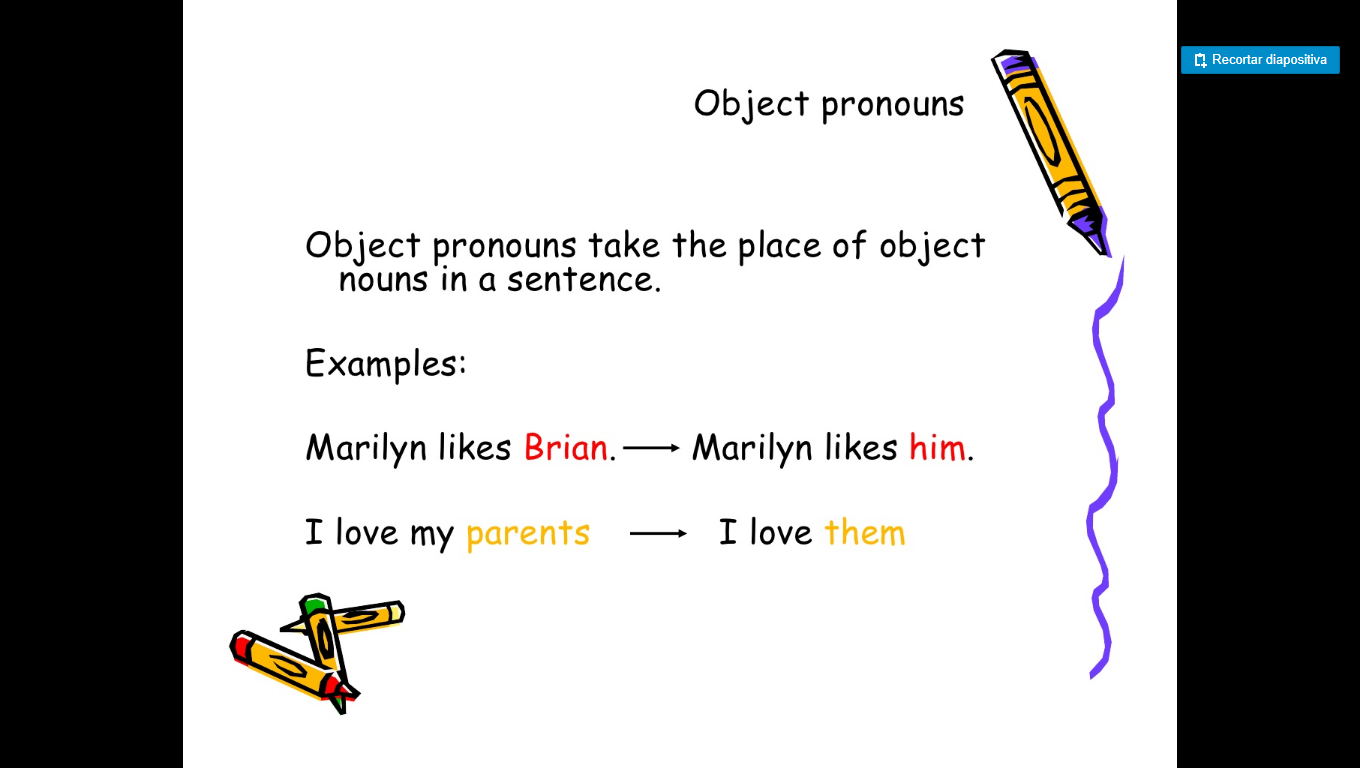 Recortar diapositiva
Object pronouns
Object pronouns take the place of object
nouns in a sentence.
Examples:
Marilyn likes Brian. → Marilyn likes him.
I love my parents → I love them